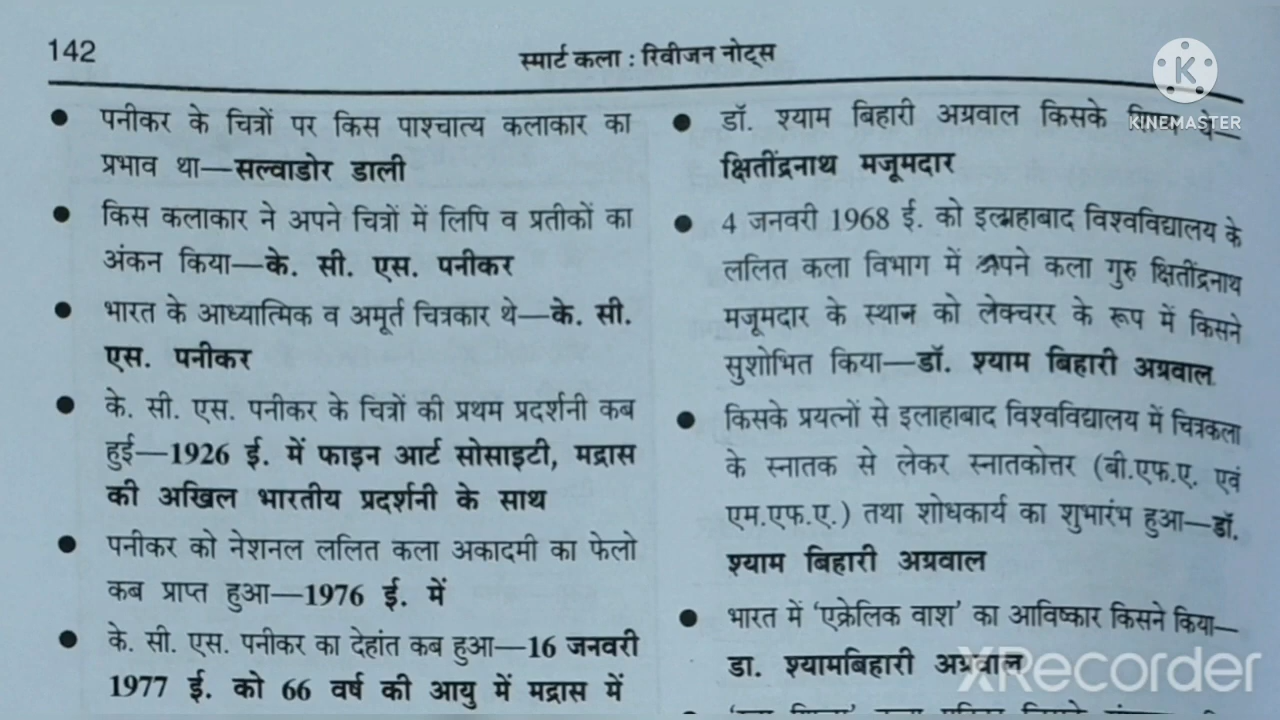 142
स्मार्ट कला : रिवीजन नोट्स
K
KINEMASTER
● पनीकर के चित्रों पर किस पाश्चात्य कलाकार का
प्रभाव था—सल्वाडोर डाली
● किस कलाकार ने अपने चित्रों में लिपि व प्रतीकों का
अंकन किया—के. सी. एस. पनीकर
● भारत के आध्यात्मिक व अमूर्त चित्रकार थे—के. सी.
एस. पनीकर
● के. सी. एस. पनीकर के चित्रों की प्रथम प्रदर्शनी कब
हुई—1926 ई. में फाइन आर्ट सोसाइटी, मद्रास
की अखिल भारतीय प्रदर्शनी के साथ
● पनीकर को नेशनल ललित कला अकादमी का फेलो
कब प्राप्त हुआ—1976 ई. में
● के. सी. एस. पनीकर का देहांत कब हुआ—16 जनवरी
1977 ई. को 66 वर्ष की आयु में मद्रास में
● डॉ. श्याम बिहारी अग्रवाल किसके
क्षितींद्रनाथ मजूमदार
● 4 जनवरी 1968 ई. को इलाहाबाद विश्वविद्यालय के
ललित कला विभाग में अपने कला गुरु क्षितींद्रनाथ
मजूमदार के स्थान को लेक्चरर के रूप में किसने
सुशोभित किया—डॉ. श्याम बिहारी अग्रवाल
● किसके प्रयत्नों से इलाहाबाद विश्वविद्यालय में चित्रकला
के स्नातक से लेकर स्नातकोत्तर (बी.एफ.ए. एवं
एम.एफ.ए.) तथा शोधकार्य का शुभारंभ हुआ—डॉ.
श्याम बिहारी अग्रवाल
● भारत में ‘एक्रेलिक वाश’ का आविष्कार किसने किया—
डा. श्यामबिहारी अग्रवाल
XRecorder